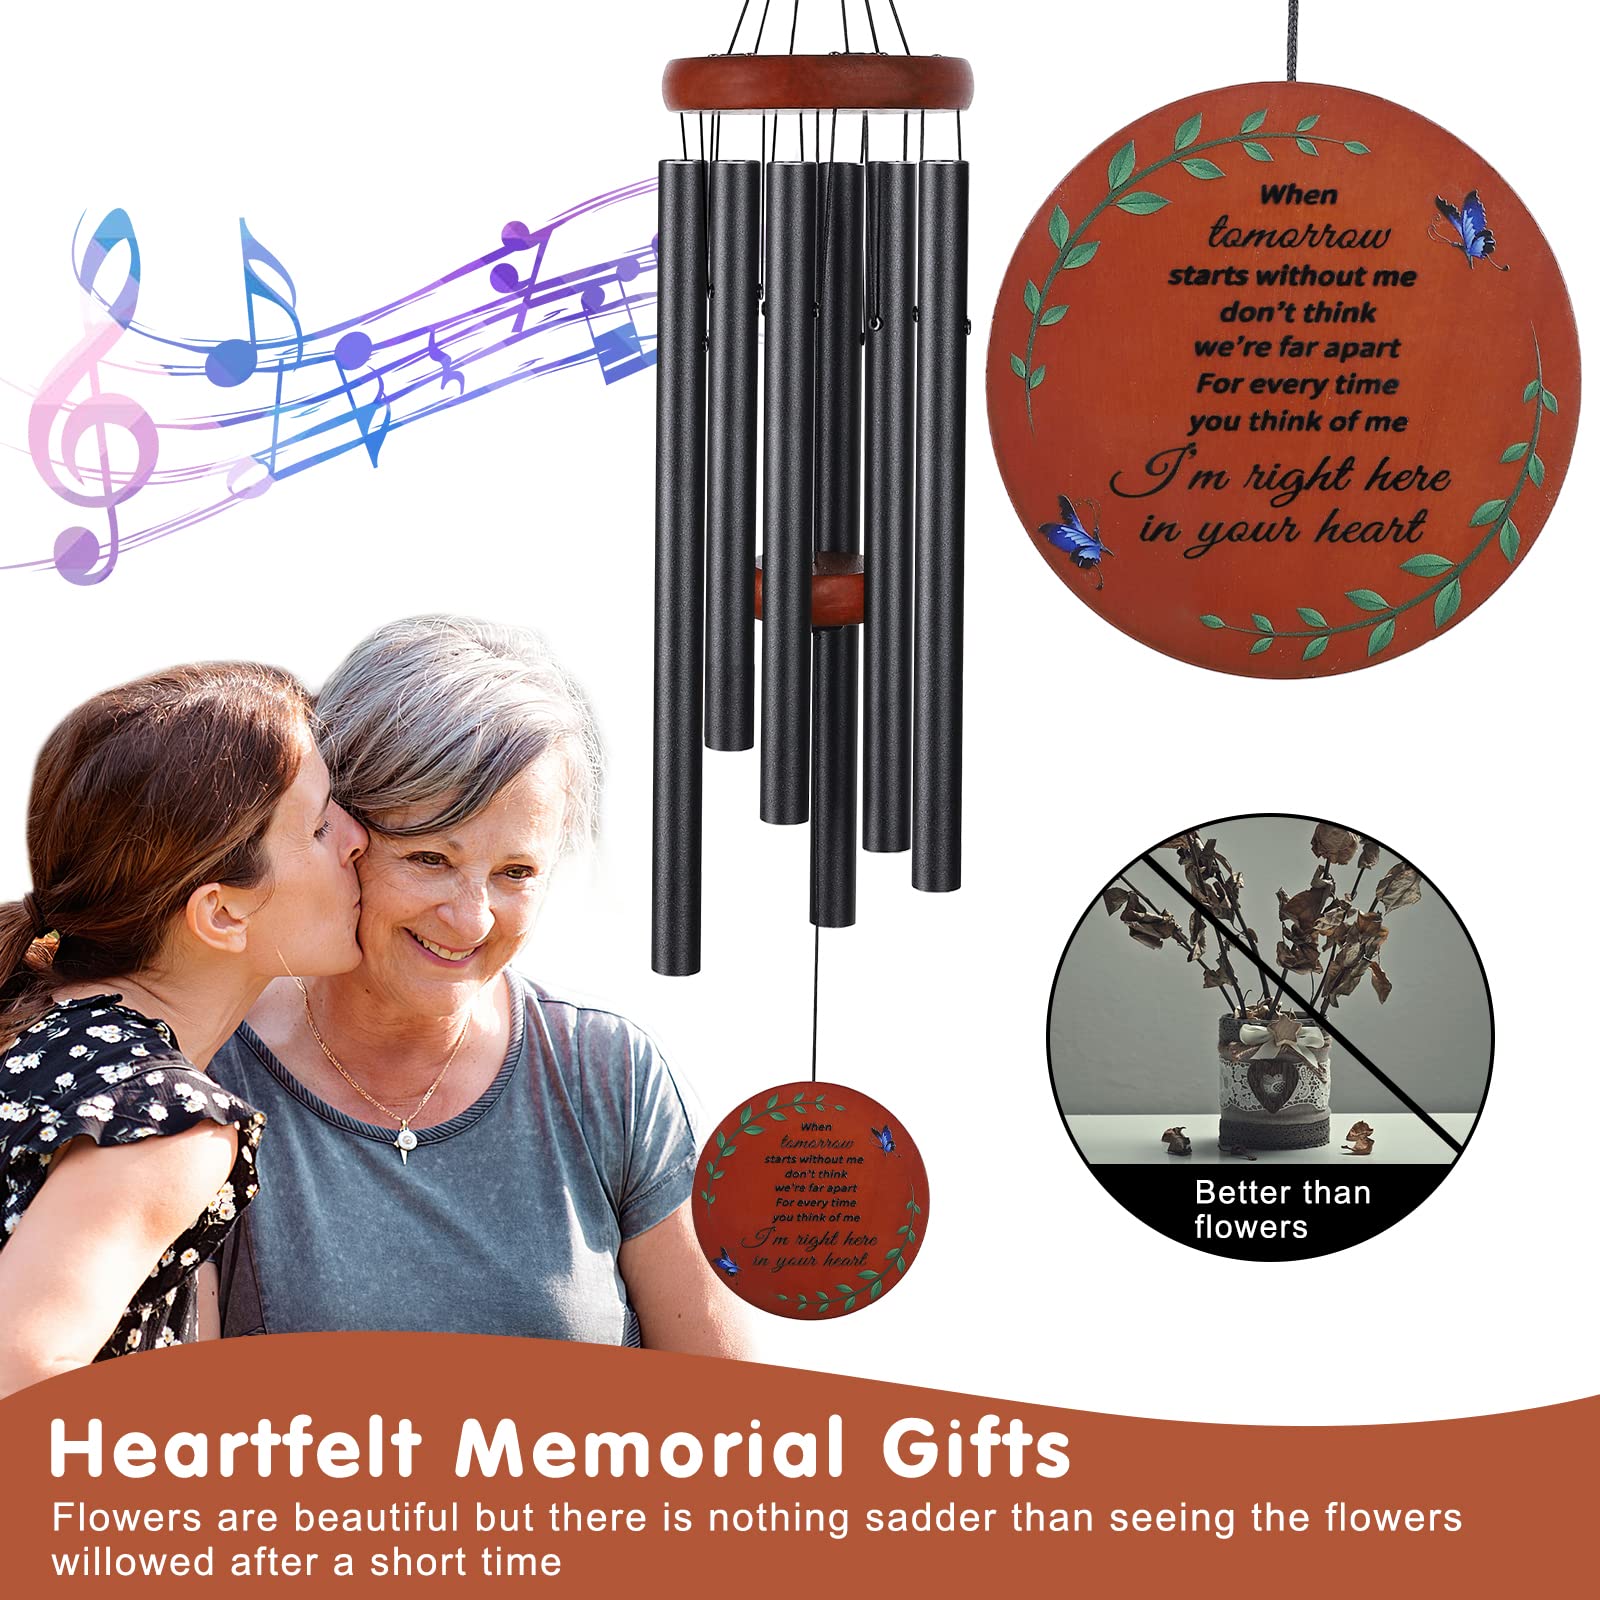 When
tomorrow
starts without me
don't think
we're far apart
For every time
you think of me
I'm right here
in your heart
When
tomorrow
starts without me
don't think
we're far apart
For every time
you think of me
I'm right here
in your heart
Better than
flowers
Heartfelt Memorial Gifts
Flowers are beautiful but there is nothing sadder than seeing the flowers
willowed after a short time